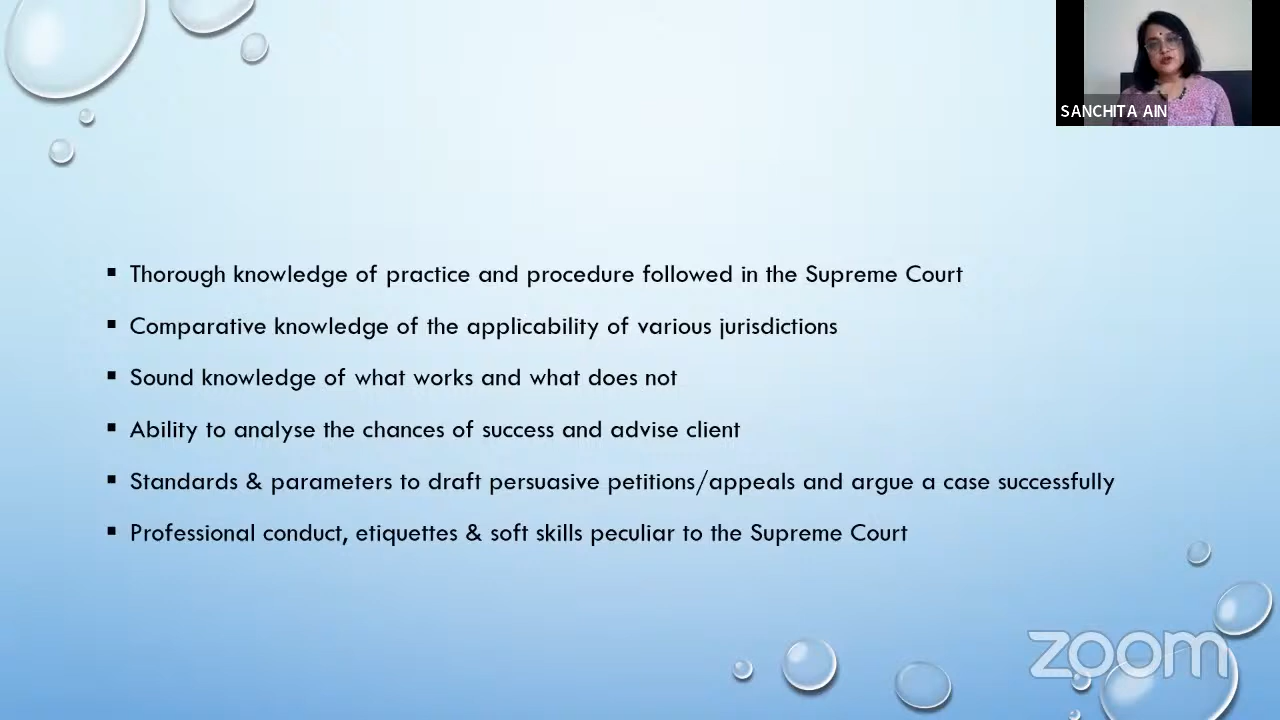 SANCHITA AIN
▪ Thorough knowledge of practice and procedure followed in the Supreme Court
▪ Comparative knowledge of the applicability of various jurisdictions
▪ Sound knowledge of what works and what does not
▪ Ability to analyse the chances of success and advise client
▪ Standards & parameters to draft persuasive petitions/appeals and argue a case successfully
▪ Professional conduct, etiquettes & soft skills peculiar to the Supreme Court
zoom